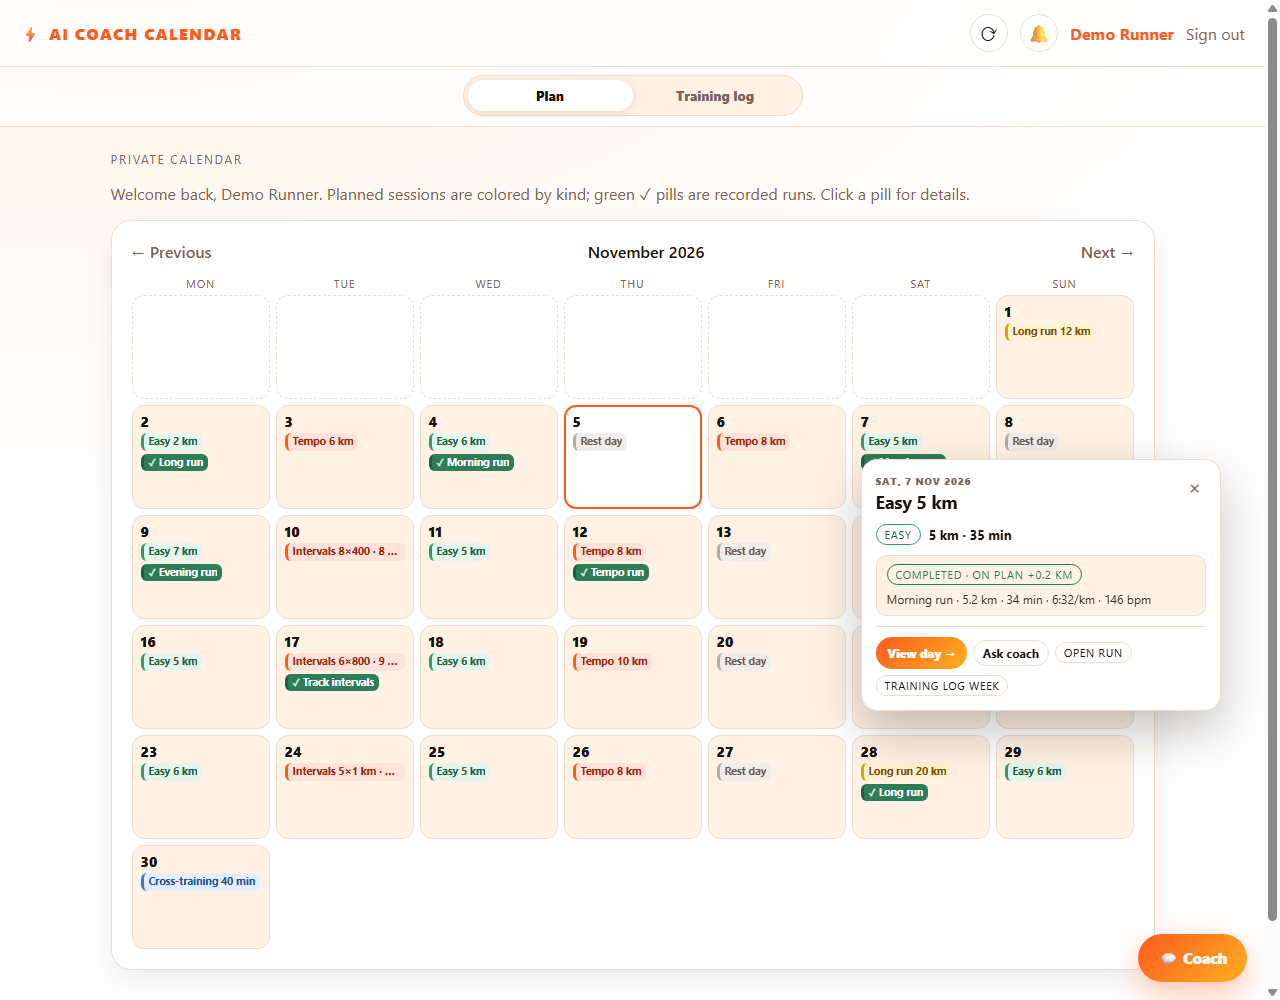 AI COACH CALENDAR
Demo Runner Sign out
Plan Training log
PRIVATE CALENDAR
Welcome back, Demo Runner. Planned sessions are colored by kind; green ✓ pills are recorded runs. Click a pill for details.
← Previous November 2026 Next →
MON TUE WED THU FRI SAT SUN
1
Long run 12 km
2 3 4 5 6 7 8
Easy 2 km Tempo 6 km Easy 6 km Rest day Tempo 8 km Easy 5 km Rest day
✓ Long run ✓ Morning run
SAT, 7 NOV 2026
Easy 5 km
EASY 5 km · 35 min
COMPLETED · ON PLAN +0.2 KM
Morning run · 5.2 km · 34 min · 6:32/km · 146 bpm
View day → Ask coach OPEN RUN
TRAINING LOG WEEK
9 10 11 12 13
Easy 7 km Intervals 8×400 · 8 ... Easy 5 km Tempo 8 km Rest day
✓ Evening run ✓ Tempo run
16 17 18 19 20
Easy 5 km Intervals 6×800 · 9 ... Easy 6 km Tempo 10 km Rest day
✓ Track intervals
23 24 25 26 27 28 29
Easy 6 km Intervals 5×1 km · ... Easy 5 km Tempo 8 km Rest day Long run 20 km Easy 6 km
✓ Long run
30
Cross-training 40 min
Coach